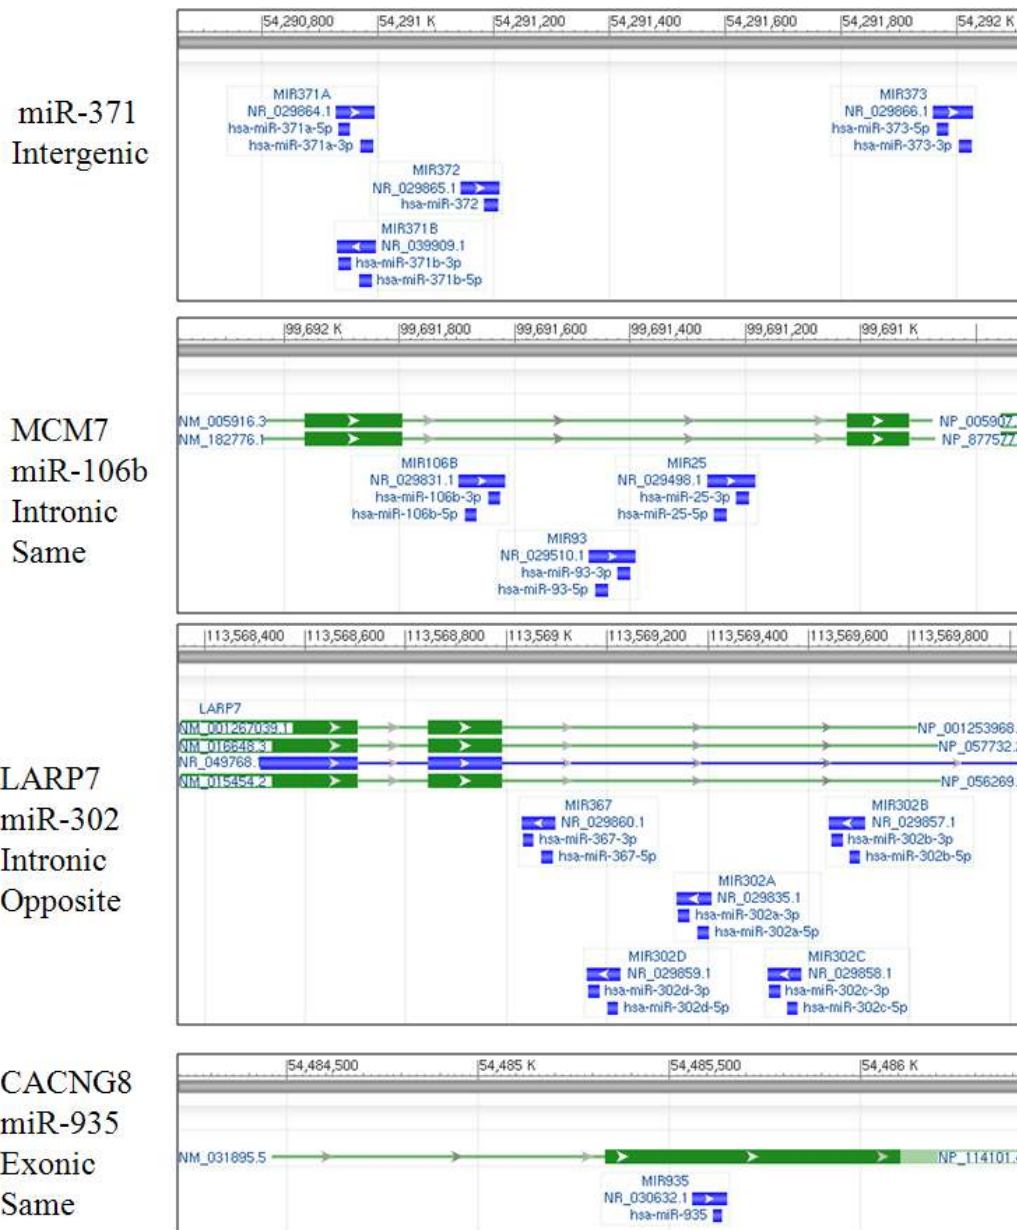 54,290,800 54,291 K 54,291,200 54,291,400 54,291,600 54,291,800 54,292 K
miR-371
Intergenic
MIR371A
NR_029864.1
hsa-miR-371a-5p
hsa-miR-371a-3p
MIR373
NR_029866.1
hsa-miR-373-5p
hsa-miR-373-3p
MIR372
NR_029865.1
hsa-miR-372
MIR371B
NR_039909.1
hsa-miR-371b-3p
hsa-miR-371b-5p
99,692 K 99,691,800 99,691,600 99,691,400 99,691,200 99,691 K
MCM7
miR-106b
Intronic
Same
NM_005916.3 NP_005907.
NM_182776.1 NP_877577
MIR106B
NR_029831.1
hsa-miR-106b-3p
hsa-miR-106b-5p
MIR25
NR_029498.1
hsa-miR-25-3p
hsa-miR-25-5p
MIR93
NR_029510.1
hsa-miR-93-3p
hsa-miR-93-5p
113,568,400 113,568,600 113,568,800 113,569 K 113,569,200 113,569,400 113,569,600 113,569,800
LARP7
miR-302
Intronic
Opposite
LARP7
NM_001267039.1 NP_001253968.
NM_016648.3 NP_057732.
NR_049768.
NM_015454.2 NP_056269.
MIR367
NR_029860.1
hsa-miR-367-3p
hsa-miR-367-5p
MIR302B
NR_029857.1
hsa-miR-302b-3p
hsa-miR-302b-5p
MIR302A
NR_029835.1
hsa-miR-302a-3p
hsa-miR-302a-5p
MIR302D
NR_029859.1
hsa-miR-302d-3p
hsa-miR-302d-5p
MIR302C
NR_029858.1
hsa-miR-302c-3p
hsa-miR-302c-5p
54,484,500 54,485 K 54,485,500 54,486 K
CACNG8
miR-935
Exonic
Same
NM_031895.5 NP_114101.
MIR935
NR_030632.1
hsa-miR-935